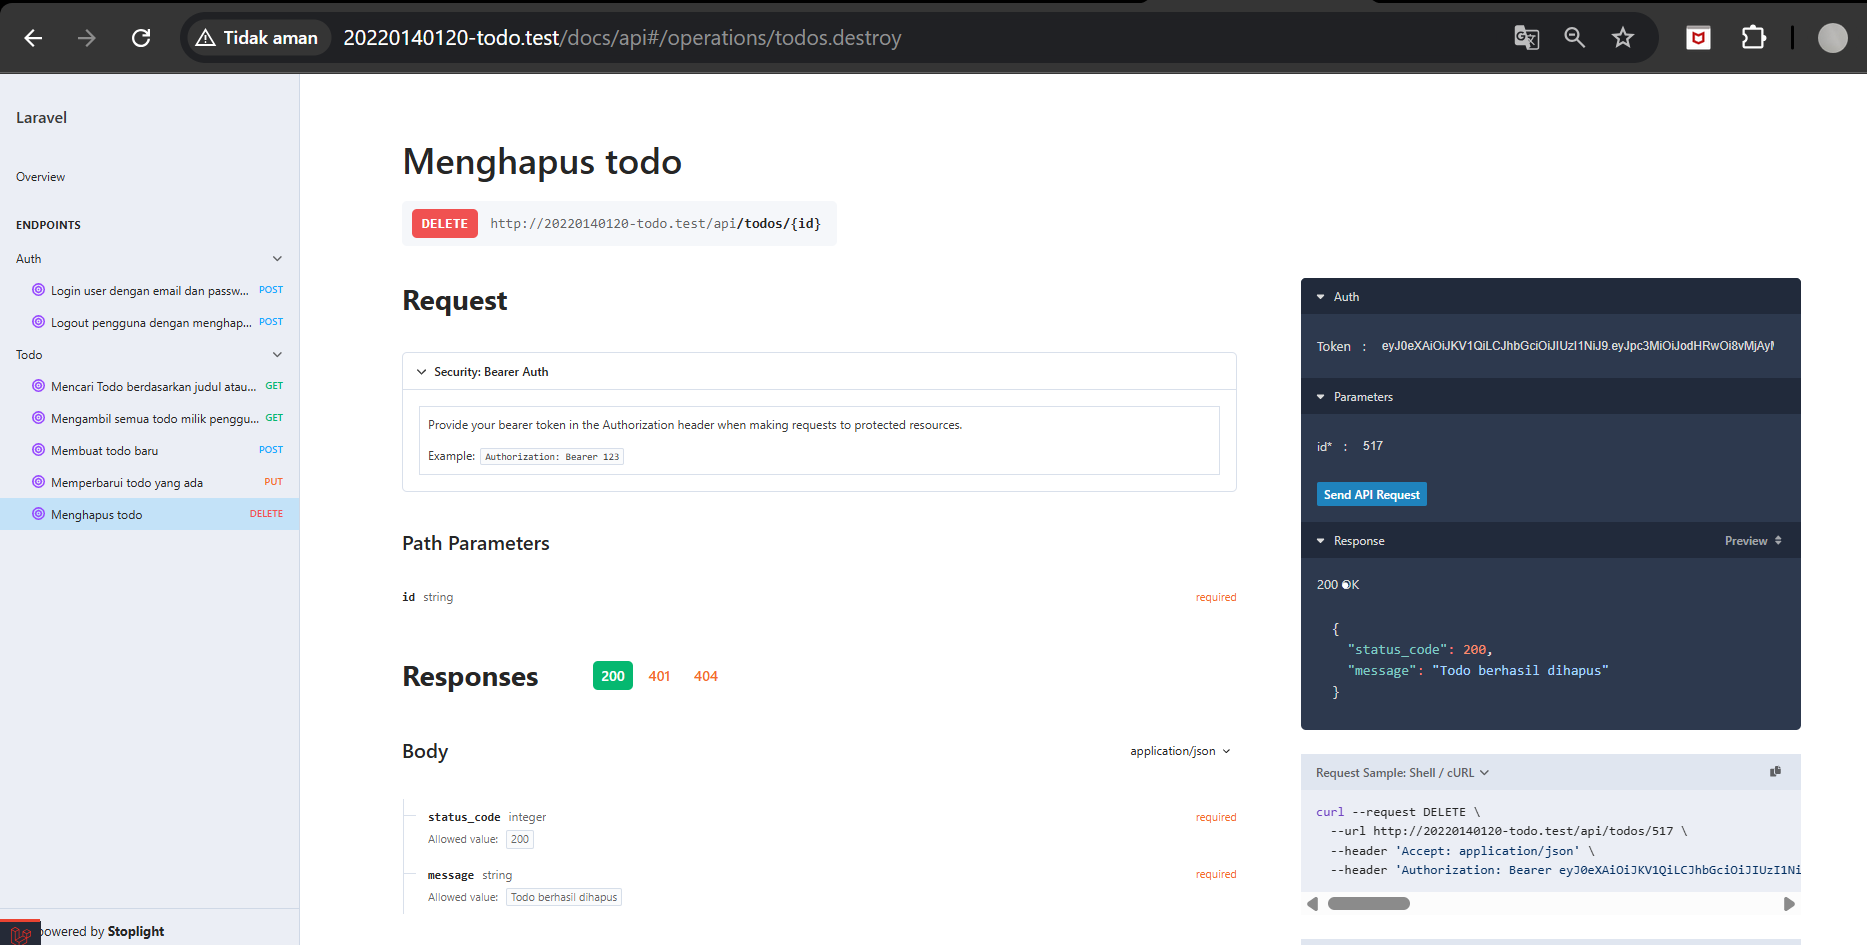 Tidak aman
20220140120-todo.test/docs/api#/operations/todos.destroy
Laravel
Overview
ENDPOINTS
Auth
Login user dengan email dan passw... POST
Logout pengguna dengan menghap... POST
Todo
Mencari Todo berdasarkan judul atau... GET
Mengambil semua todo milik penggu... GET
Membuat todo baru POST
Memperbarui todo yang ada PUT
Menghapus todo DELETE
powered by Stoplight
Menghapus todo
DELETE http://20220140120-todo.test/api/todos/{id}
Request
Security: Bearer Auth
Provide your bearer token in the Authorization header when making requests to protected resources.
Example: Authorization: Bearer 123
Path Parameters
id string required
Responses 200 401 404
Body application/json
status_code integer required
Allowed value: 200
message string required
Allowed value: Todo berhasil dihapus
Auth
Token : eyJ0eXAiOiJKV1QiLCJhbGciOiJIUzI1NiJ9.eyJpc3MiOiJodHRwOi8vMjAyM
Parameters
id* : 517
Send API Request
Response Preview
200 OK
{
"status_code": 200,
"message": "Todo berhasil dihapus"
}
Request Sample: Shell / cURL
curl --request DELETE \
--url http://20220140120-todo.test/api/todos/517 \
--header 'Accept: application/json' \
--header 'Authorization: Bearer eyJ0eXAiOiJKV1QiLCJhbGciOiJIUzI1Ni